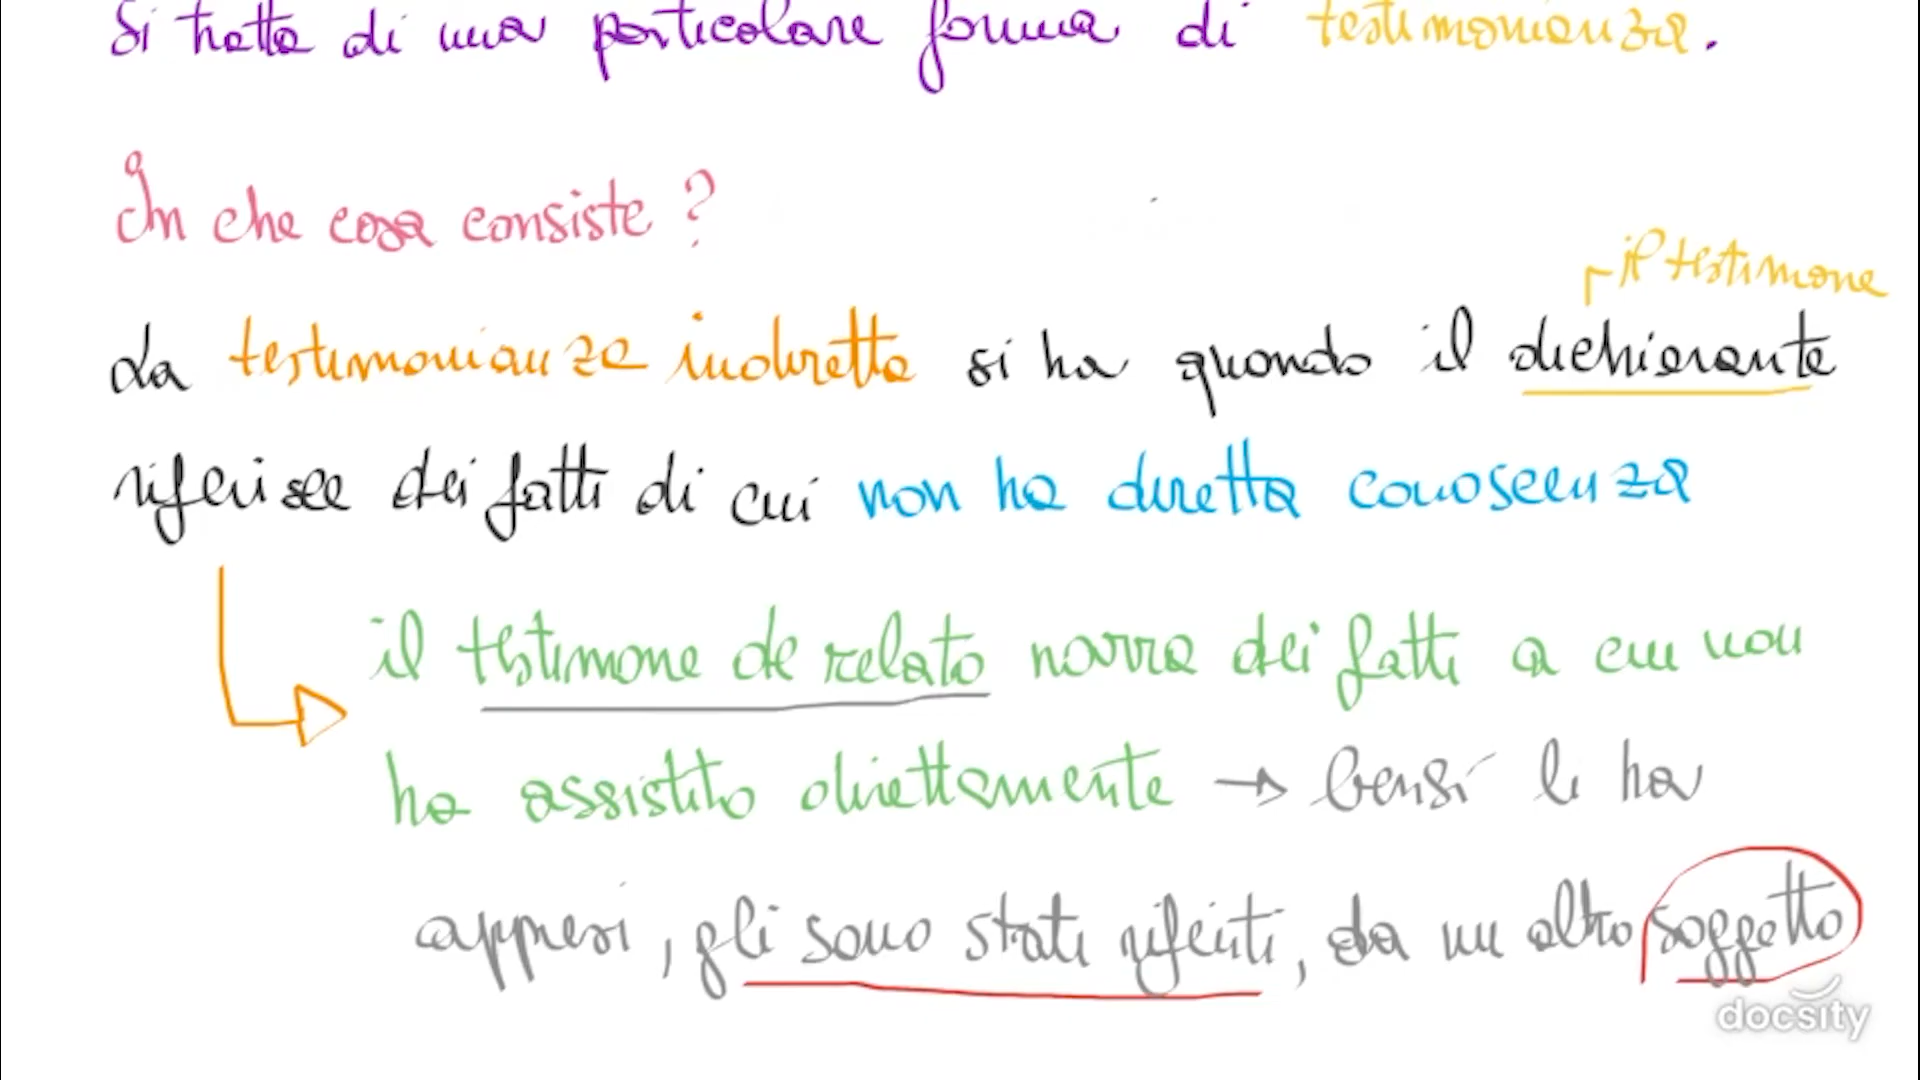 Si tratta di una particolare forma di testimonianza.
In che cosa consiste?
il testimone
La testimonianza indiretta si ha quando il dichiarante
riferisce dei fatti di cui non ha diretta conoscenza
il testimone de relato narra dei fatti a cui non
ha assistito direttamente → bensì li ha
appresi, gli sono stati riferiti, da un altro soggetto
docsity